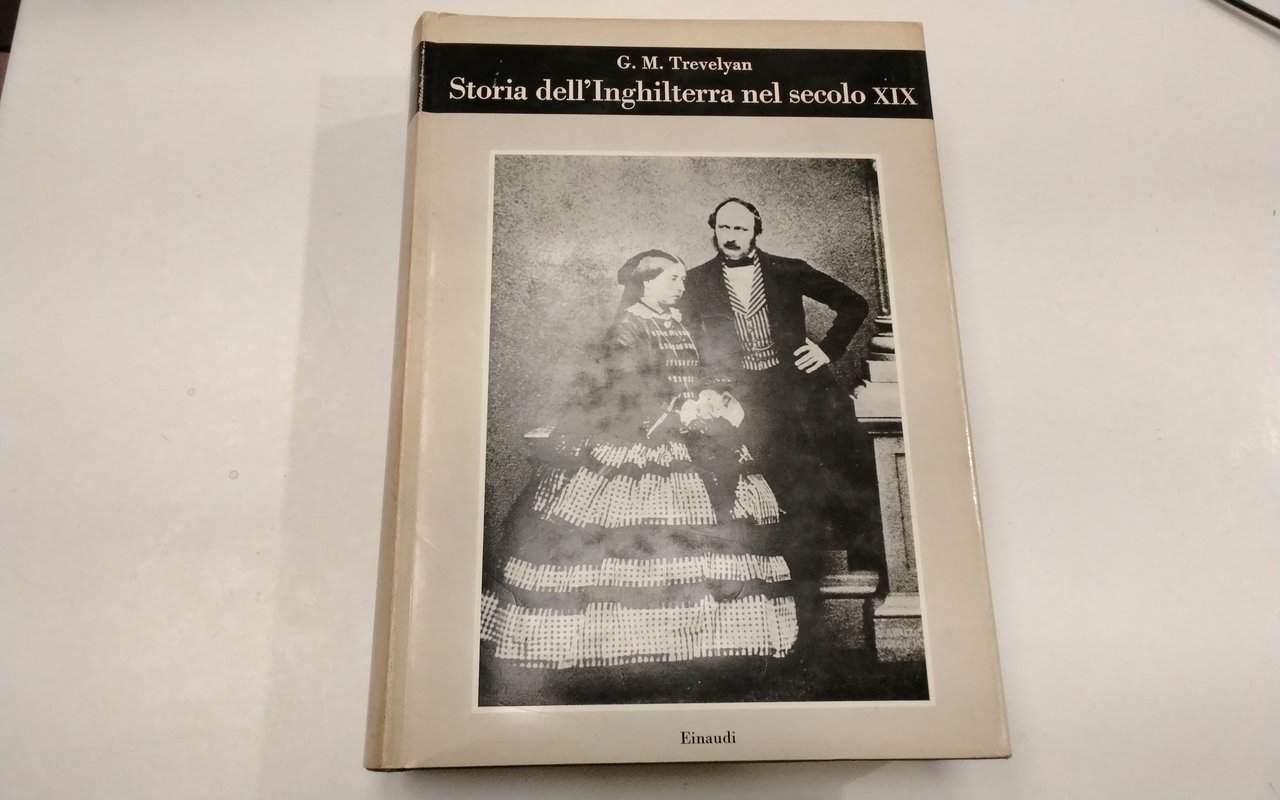 G. M. Trevelyan
Storia dell'Inghilterra nel secolo XIX
Einaudi